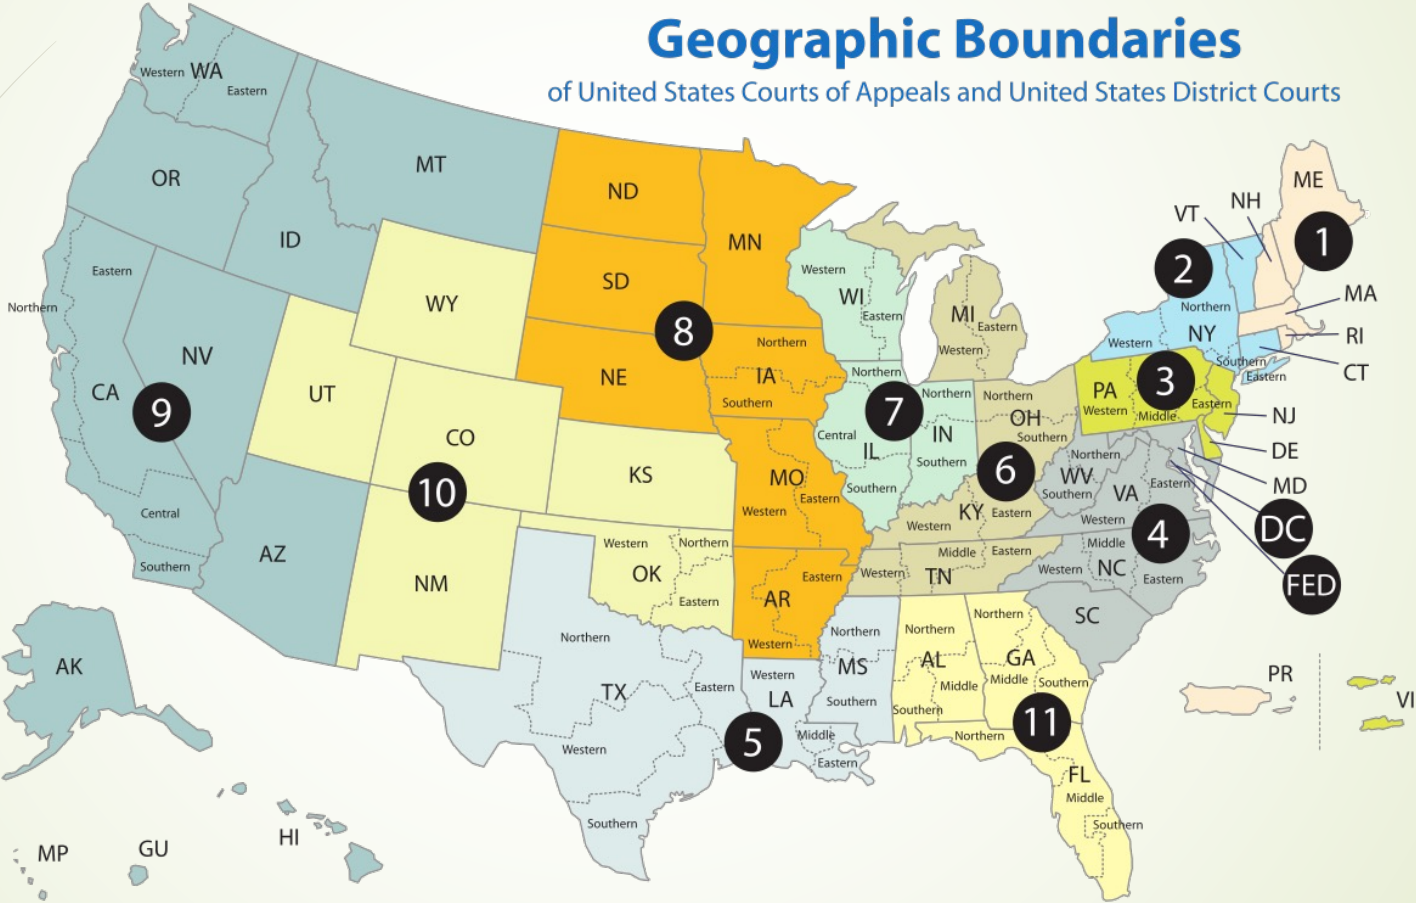 Geographic Boundaries
of United States Courts of Appeals and United States District Courts
Western WA
Eastern
OR
MT
ID
ND
MN
SD
WY
8
NE
Northern
IA
Southern
Eastern
Northern
NV
CA
9
UT
CO
10
KS
MO
Eastern
Western
Central
Southern
AZ
NM
Western
Northern
OK
Eastern
Eastern
AR
Western
Western
WI
Eastern
MI
Eastern
Western
Northern
7
Northern
Central
IL
IN
Southern
Southern
Northern
OH
Southern
6
KY
Western
Eastern
Western
Middle
Eastern
TN
ME
NH
VT
1
2
Northern
MA
NY
Western
RI
Southern
Eastern
CT
3
PA
Western
Middle
Eastern
NJ
DE
MD
DC
FED
Northern
WV
Southern
VA
Eastern
Western
4
Middle
Western
NC
Eastern
SC
Northern
TX
Eastern
Western
Southern
Western
LA
5
Middle
Eastern
Northern
MS
Southern
Northern
AL
Middle
Southern
Northern
GA
Middle
Southern
11
Northern
FL
Middle
Southern
AK
HI
GU
MP
PR
VI